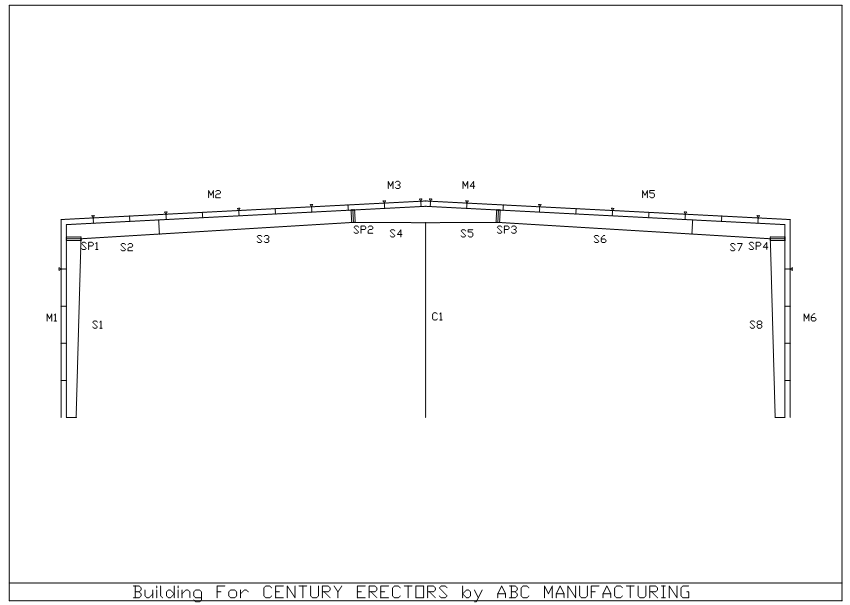 M3 M4
M2 M5
SP2 SP3
S4 S5
S3 S6
SP1 S2 S7 SP4
M1 C1 M6
S1 S8
Building For CENTURY ERECTORS by ABC MANUFACTURING